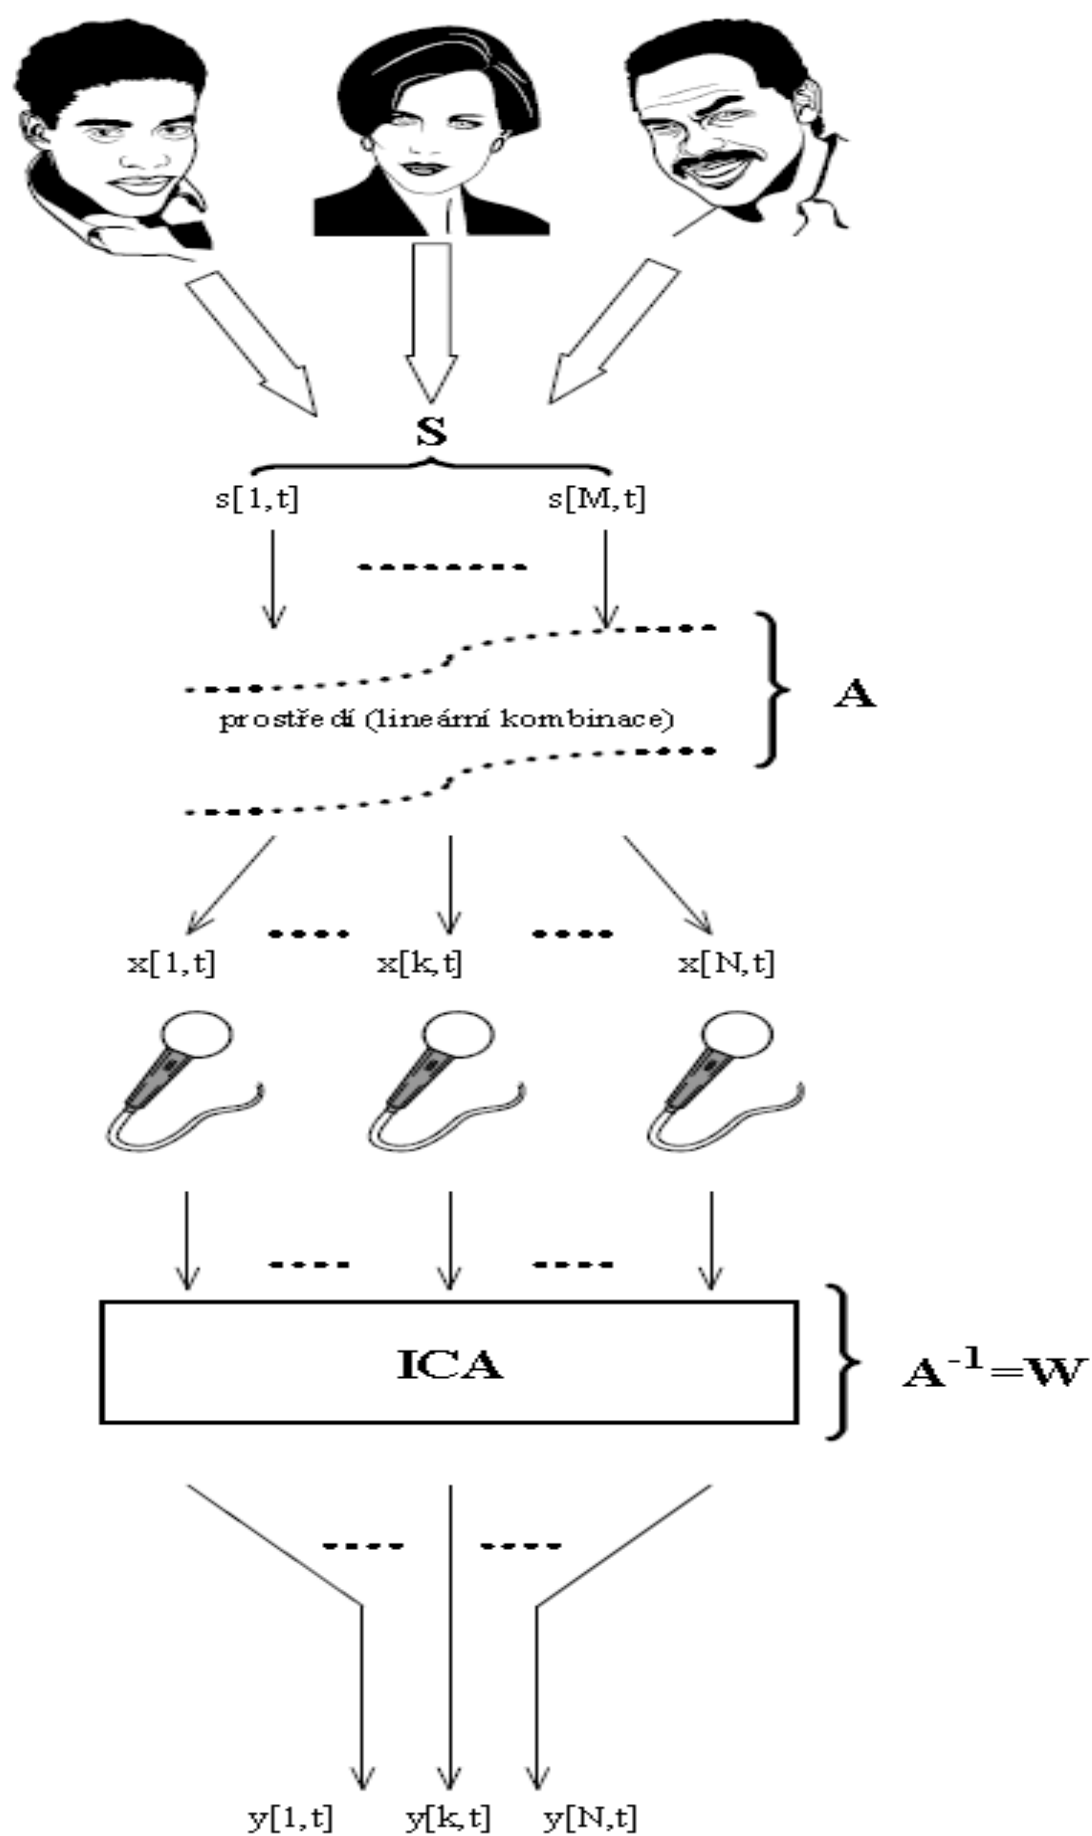 S
s[1,t] s[M,t]
A
prostředí (lineární kombinace)
x[1,t] x[k,t] x[N,t]
ICA
A⁻¹=W
y[1,t] y[k,t] y[N,t]